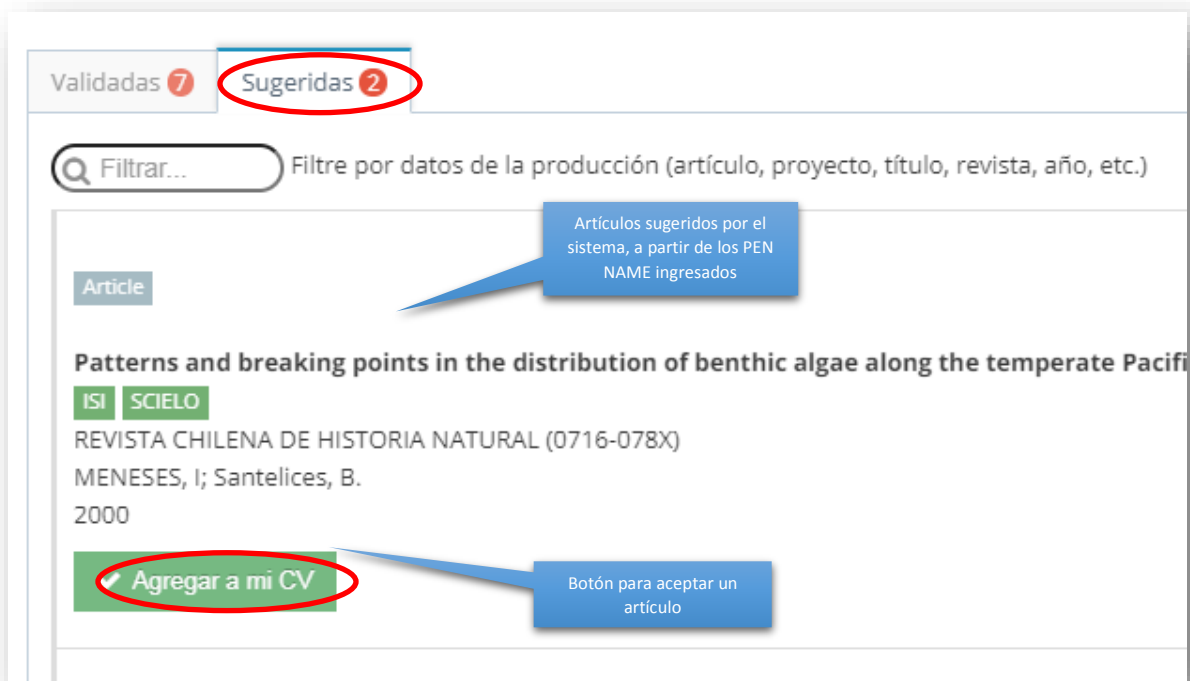 Validadas 7 Sugeridas 2
Filtrar... Filtre por datos de la producción (artículo, proyecto, título, revista, año, etc.)
Artículos sugeridos por el
sistema, a partir de los PEN
NAME ingresados
Article
Patterns and breaking points in the distribution of benthic algae along the temperate Pacifi
ISI SCIELO
REVISTA CHILENA DE HISTORIA NATURAL (0716-078X)
MENESES, I; Santelices, B.
2000
Agregar a mi CV
Botón para aceptar un
artículo